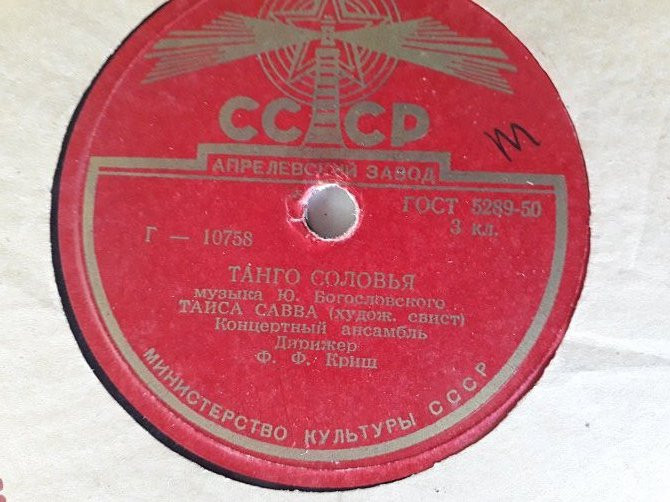 СССР
АПРЕЛЕВСКИЙ ЗАВОД
ГОСТ 5289-50
3 кл.
Г — 10758
ТАНГО СОЛОВЬЯ
музыка Ю. Богословского
ТАИСА САВВА (худож. свист)
Концертный ансамбль
Дирижер
Ф. Ф. Криш
МИНИСТЕРСТВО КУЛЬТУРЫ СССР